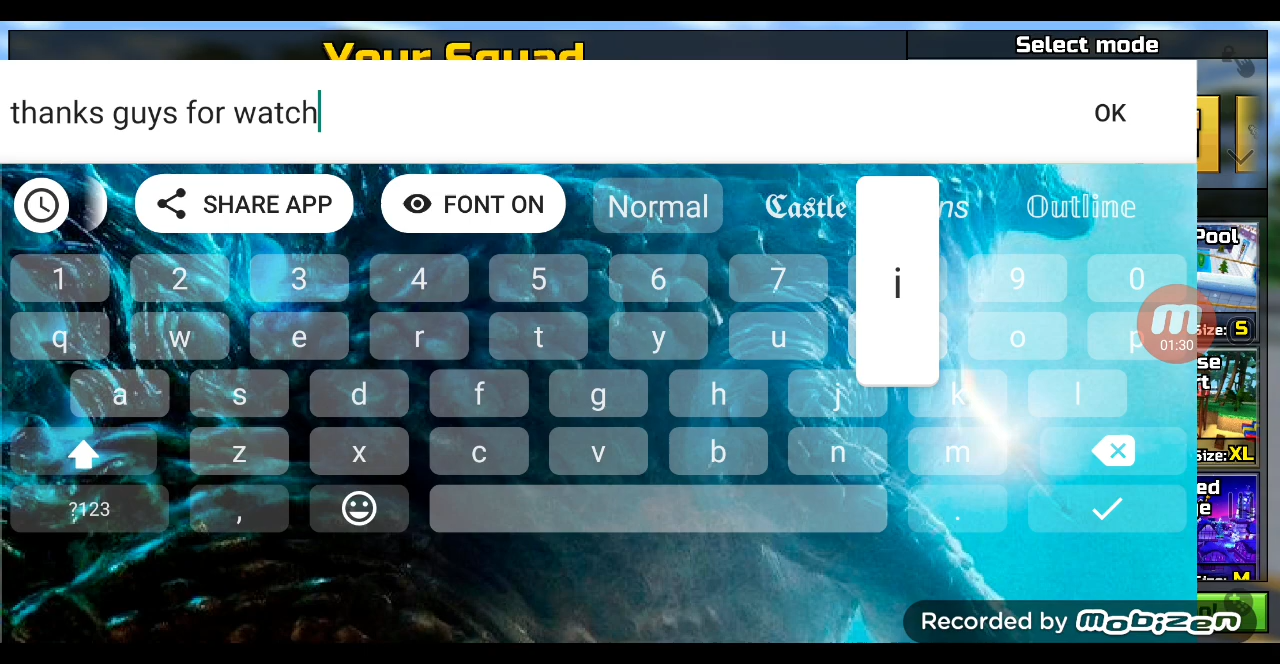 Your Squad
Select mode
thanks guys for watch
OK
SHARE APP
FONT ON
Normal
Castle
Outline
Pool
1 2 3 4 5 6 7 9 0
i
q w e r t y u o p
Size: S
01:30
a s d f g h j k l
z x c v b n m
Size: XL
?123 , .
Size: M
Recorded by mobizen